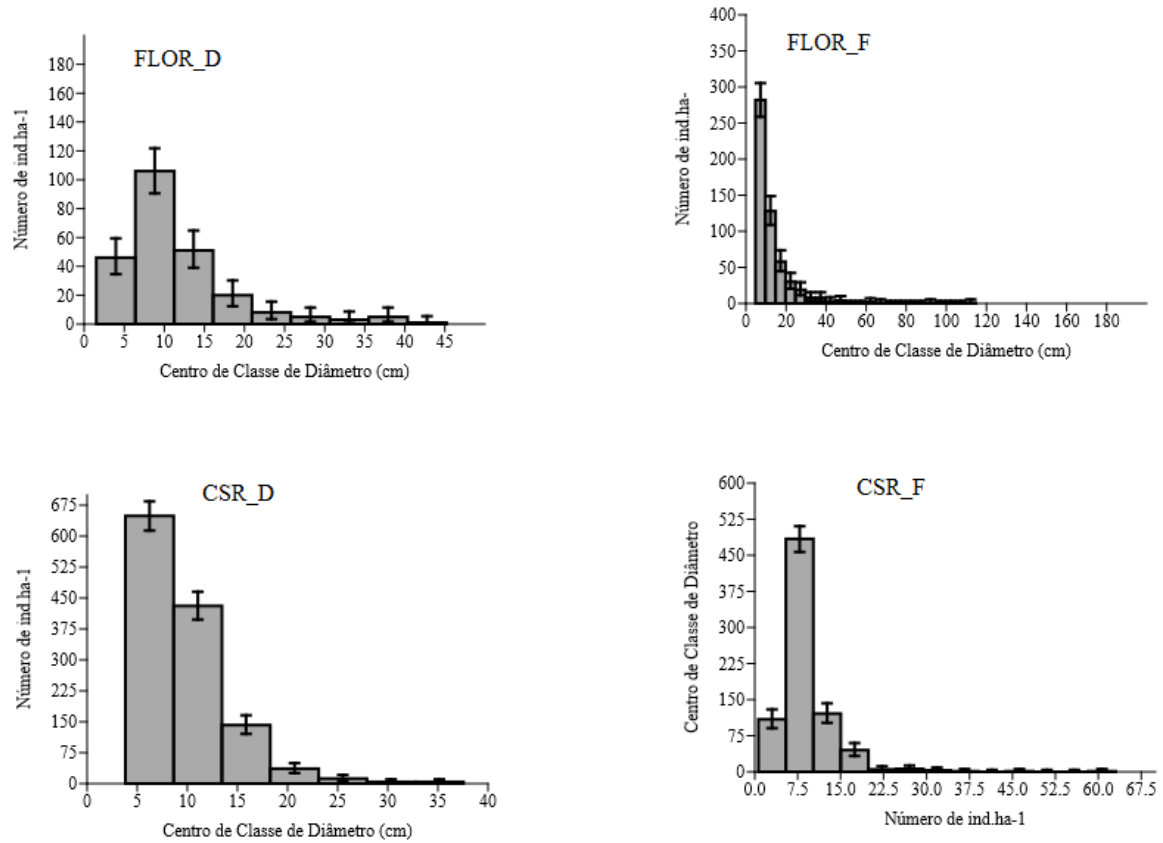 FLOR_D
180
160
140
120
100
80
60
40
20
0
Número de ind.ha-1
0 5 10 15 20 25 30 35 40 45
Centro de Classe de Diâmetro (cm)
FLOR_F
400
350
300
250
200
150
100
50
0
Número de ind.ha-
0 20 40 60 80 100 120 140 160 180
Centro de Classe de Diâmetro (cm)
CSR_D
675
600
525
450
375
300
225
150
75
0
Número de ind.ha-1
0 5 10 15 20 25 30 35 40
Centro de Classe de Diâmetro (cm)
CSR_F
600
525
450
375
300
225
150
75
0
Centro de Classe de Diâmetro
0.0 7.5 15.0 22.5 30.0 37.5 45.0 52.5 60.0 67.5
Número de ind.ha-1